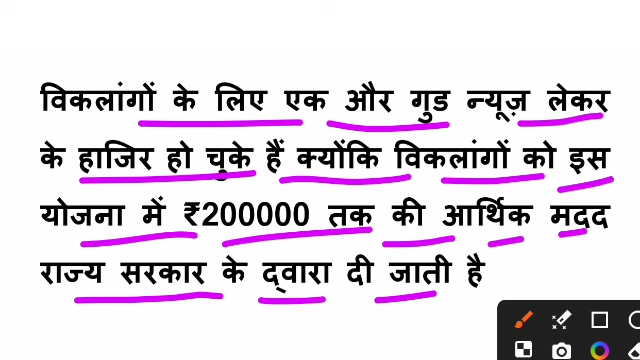 विकलांगों के लिए एक और गुड न्यूज़ लेकर
के हाजिर हो चुके हैं क्योंकि विकलांगों को इस
योजना में ₹200000 तक की आर्थिक मदद
राज्य सरकार के द्वारा दी जाती है